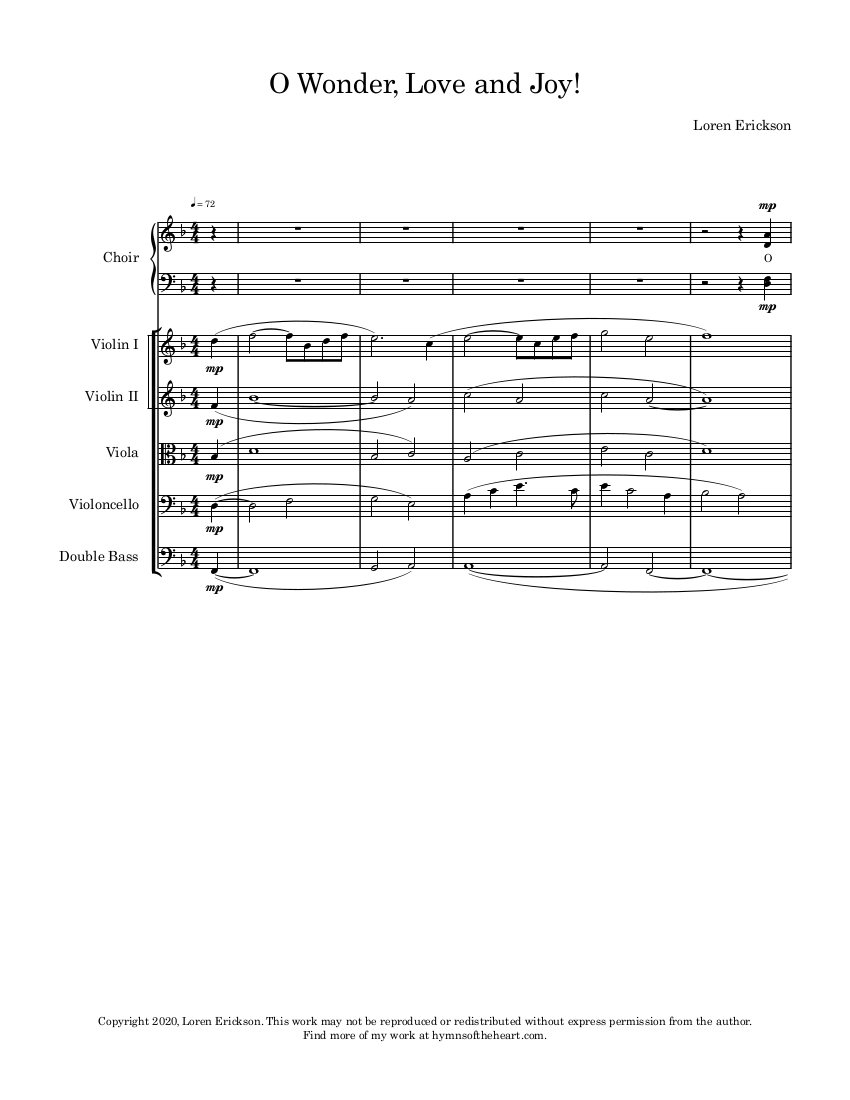 O Wonder, Love and Joy!
Loren Erickson
= 72
mp
Choir
O
mp
Violin I
mp
Violin II
mp
Viola
mp
Violoncello
mp
Double Bass
mp
Copyright 2020, Loren Erickson. This work may not be reproduced or redistributed without express permission from the author.
Find more of my work at hymnsoftheheart.com.